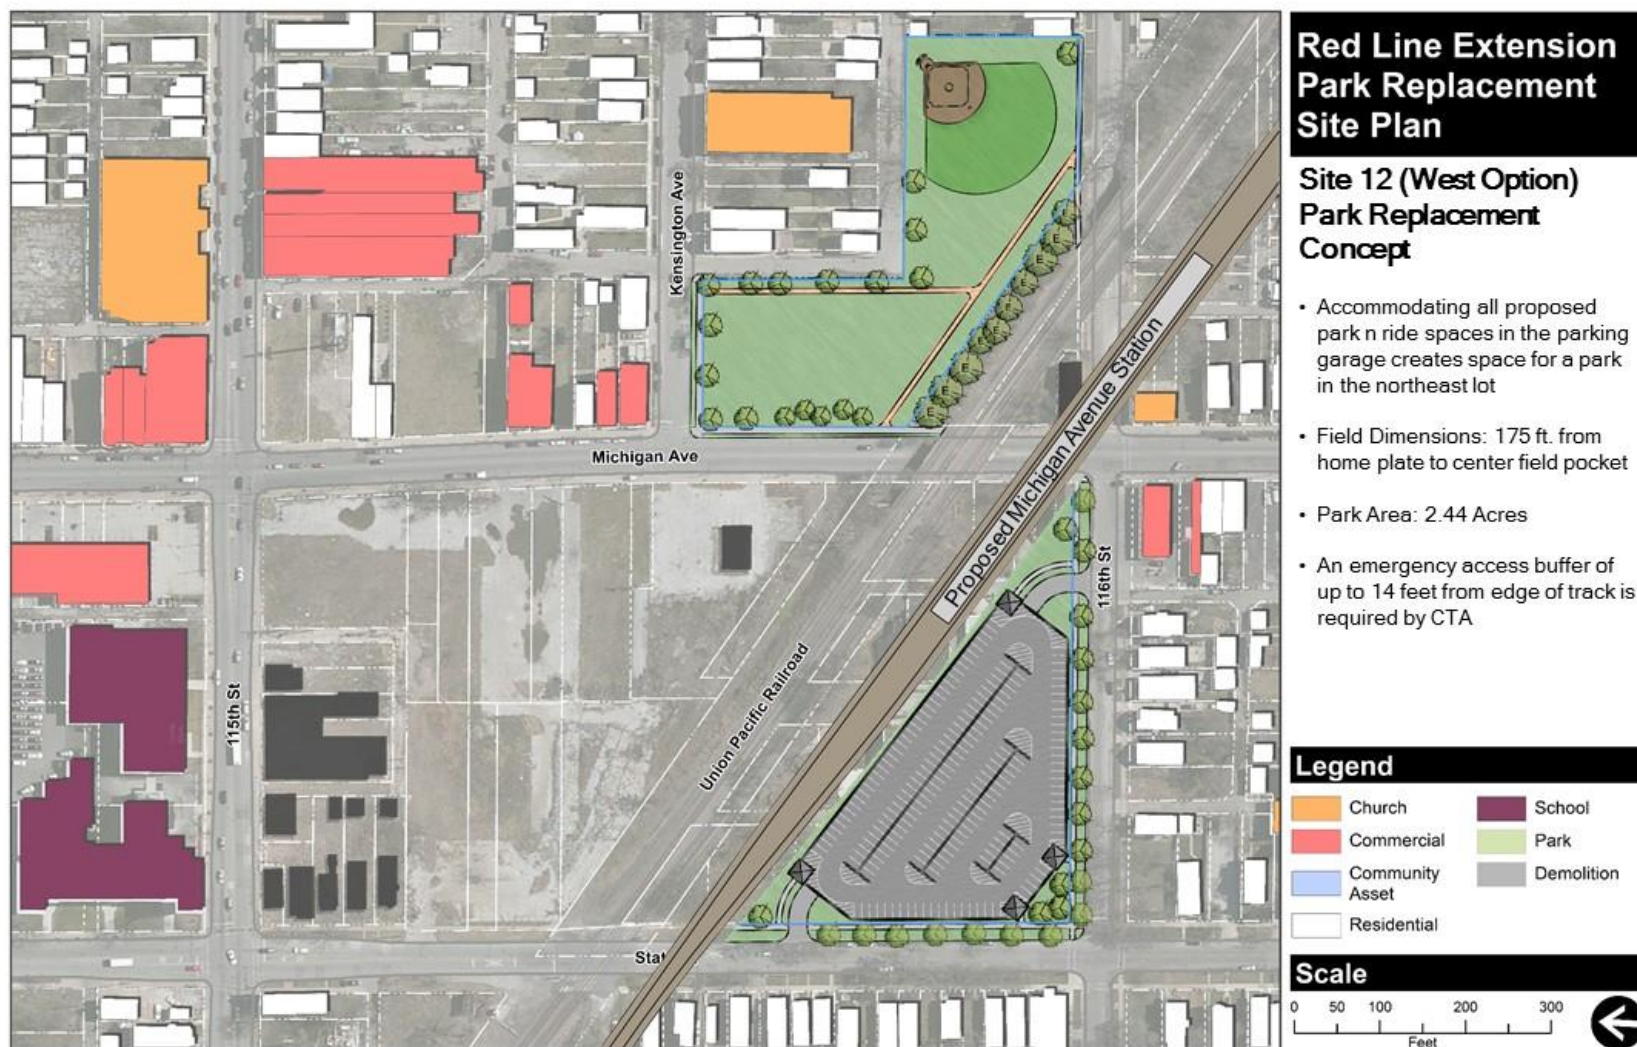 Red Line Extension
Park Replacement
Site Plan
Site 12 (West Option)
Park Replacement
Concept
• Accommodating all proposed
park n ride spaces in the parking
garage creates space for a park
in the northeast lot
• Field Dimensions: 175 ft. from
home plate to center field pocket
• Park Area: 2.44 Acres
• An emergency access buffer of
up to 14 feet from edge of track is
required by CTA
Legend
Church
Commercial
Community
Asset
Residential
School
Park
Demolition
Scale
0 50 100 200 300
Feet
Kensington Ave
Michigan Ave
Proposed Michigan Avenue Station
116th St
115th St
Union Pacific Railroad
Stat
E
E
E
E
E
E